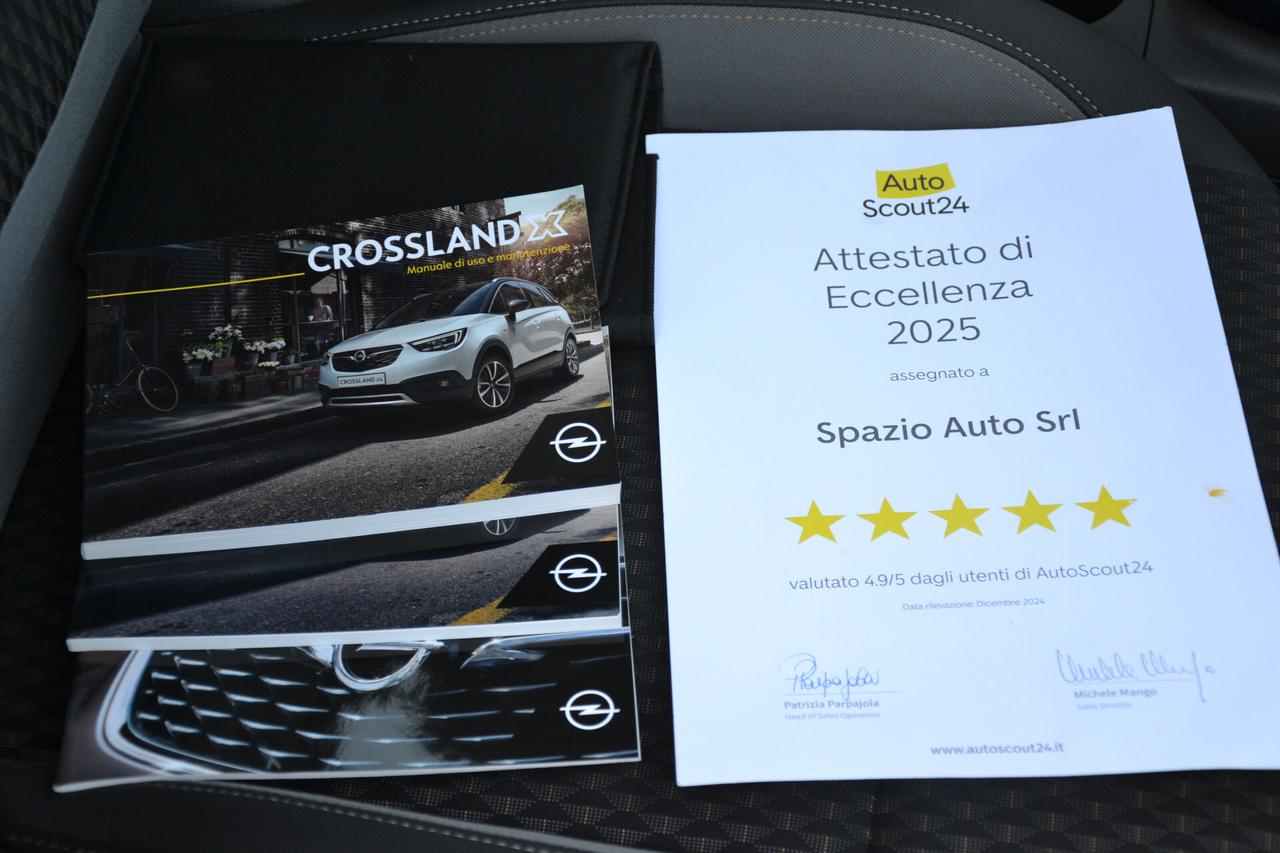 CROSSLAND X
Manuale di uso e manutenzione
CROSSLAND
Auto
Scout24
Attestato di
Eccellenza
2025
assegnato a
Spazio Auto Srl
valutato 4.9/5 dagli utenti di AutoScout24
Data rilevazione: Dicembre 2024
Patrizia Parpajola
Head of Sales Operation
Michele Mango
Sales Director
www.autoscout24.it